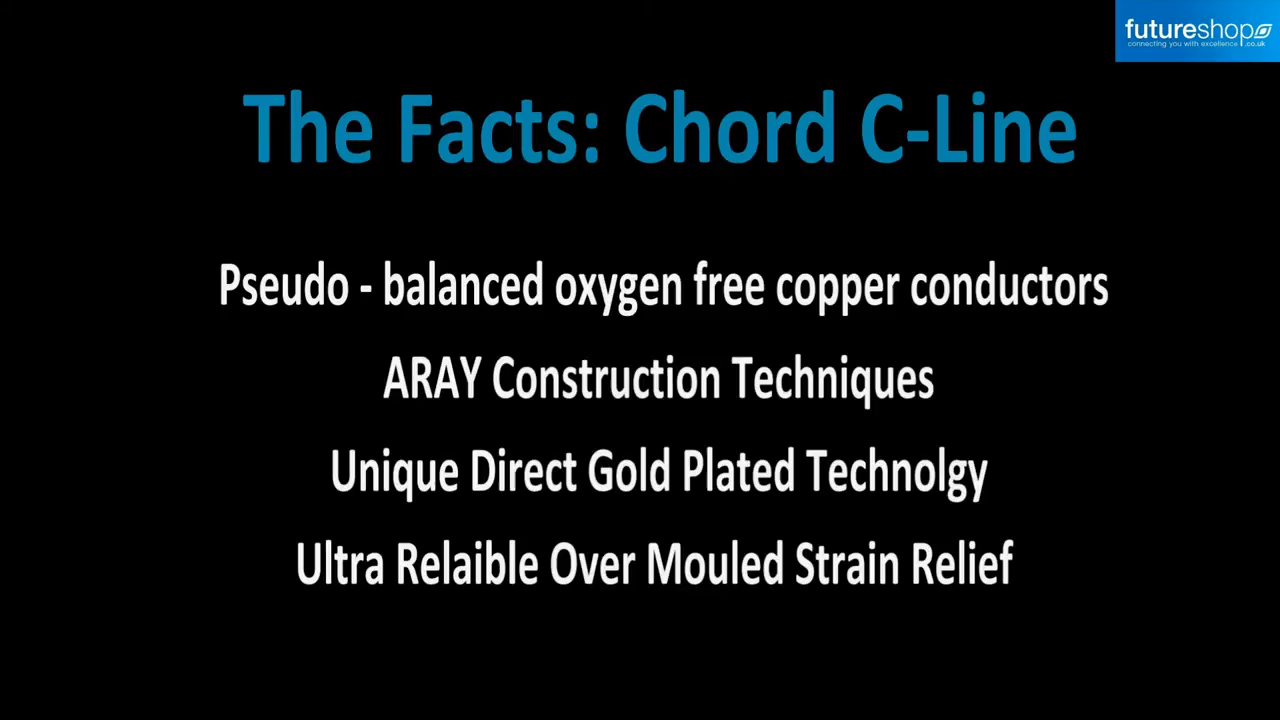 futureshop
connecting you with excellence .co.uk
The Facts: Chord C-Line
Pseudo - balanced oxygen free copper conductors
ARAY Construction Techniques
Unique Direct Gold Plated Technolgy
Ultra Relaible Over Mouled Strain Relief